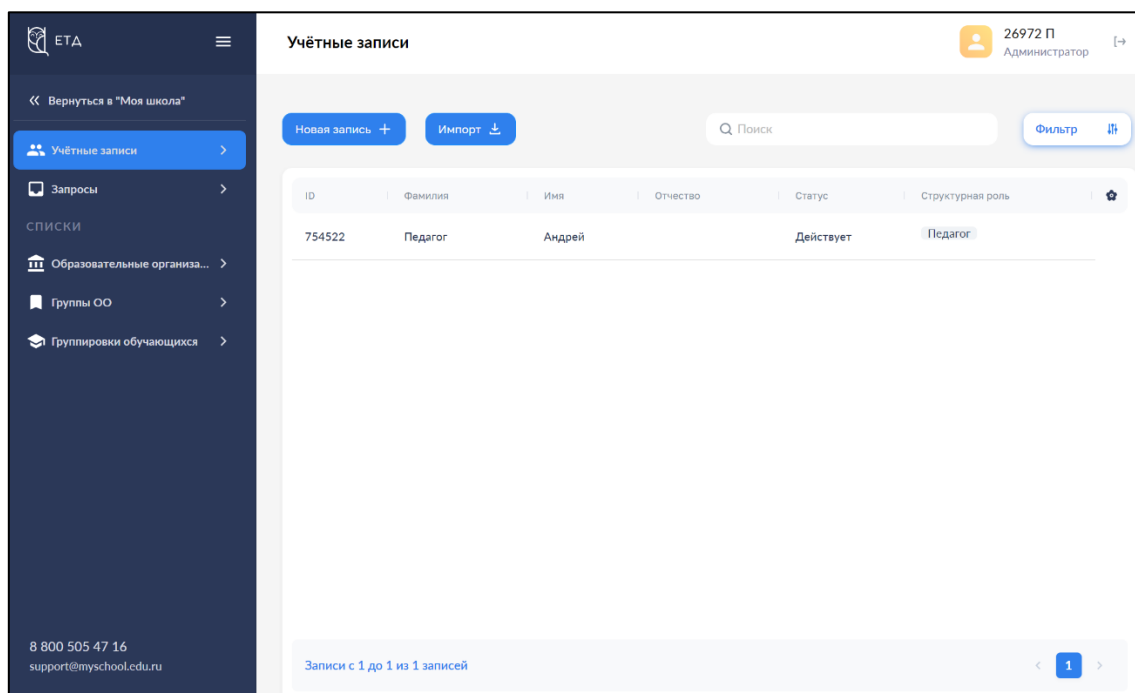 ЕТД
Учётные записи
26972 П
Администратор
Вернуться в "Моя школа"
Новая запись
Импорт
Поиск
Фильтр
Учётные записи
Запросы
СПИСКИ
Образовательные организа...
Группы ОО
Группировки обучающихся
ID Фамилия Имя Отчество Статус Структурная роль
754522 Педагог Андрей Действует Педагог
8 800 505 47 16
support@myschool.edu.ru
Записи с 1 до 1 из 1 записей
1